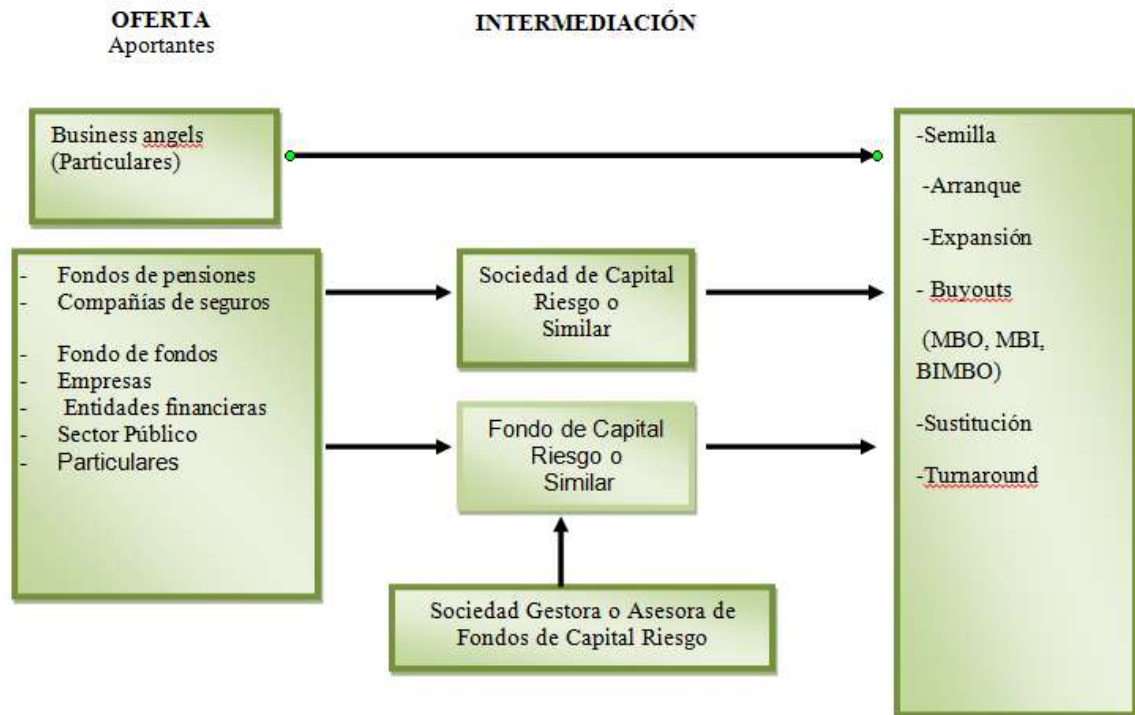 OFERTA
Aportantes
INTERMEDIACIÓN
Business angels
(Particulares)
- Fondos de pensiones
- Compañías de seguros
- Fondo de fondos
- Empresas
- Entidades financieras
- Sector Público
- Particulares
Sociedad de Capital
Riesgo o
Similar
Fondo de Capital
Riesgo o
Similar
Sociedad Gestora o Asesora de
Fondos de Capital Riesgo
-Semilla
-Arranque
-Expansión
- Buyouts
(MBO, MBI,
BIMBO)
-Sustitución
-Turnaround